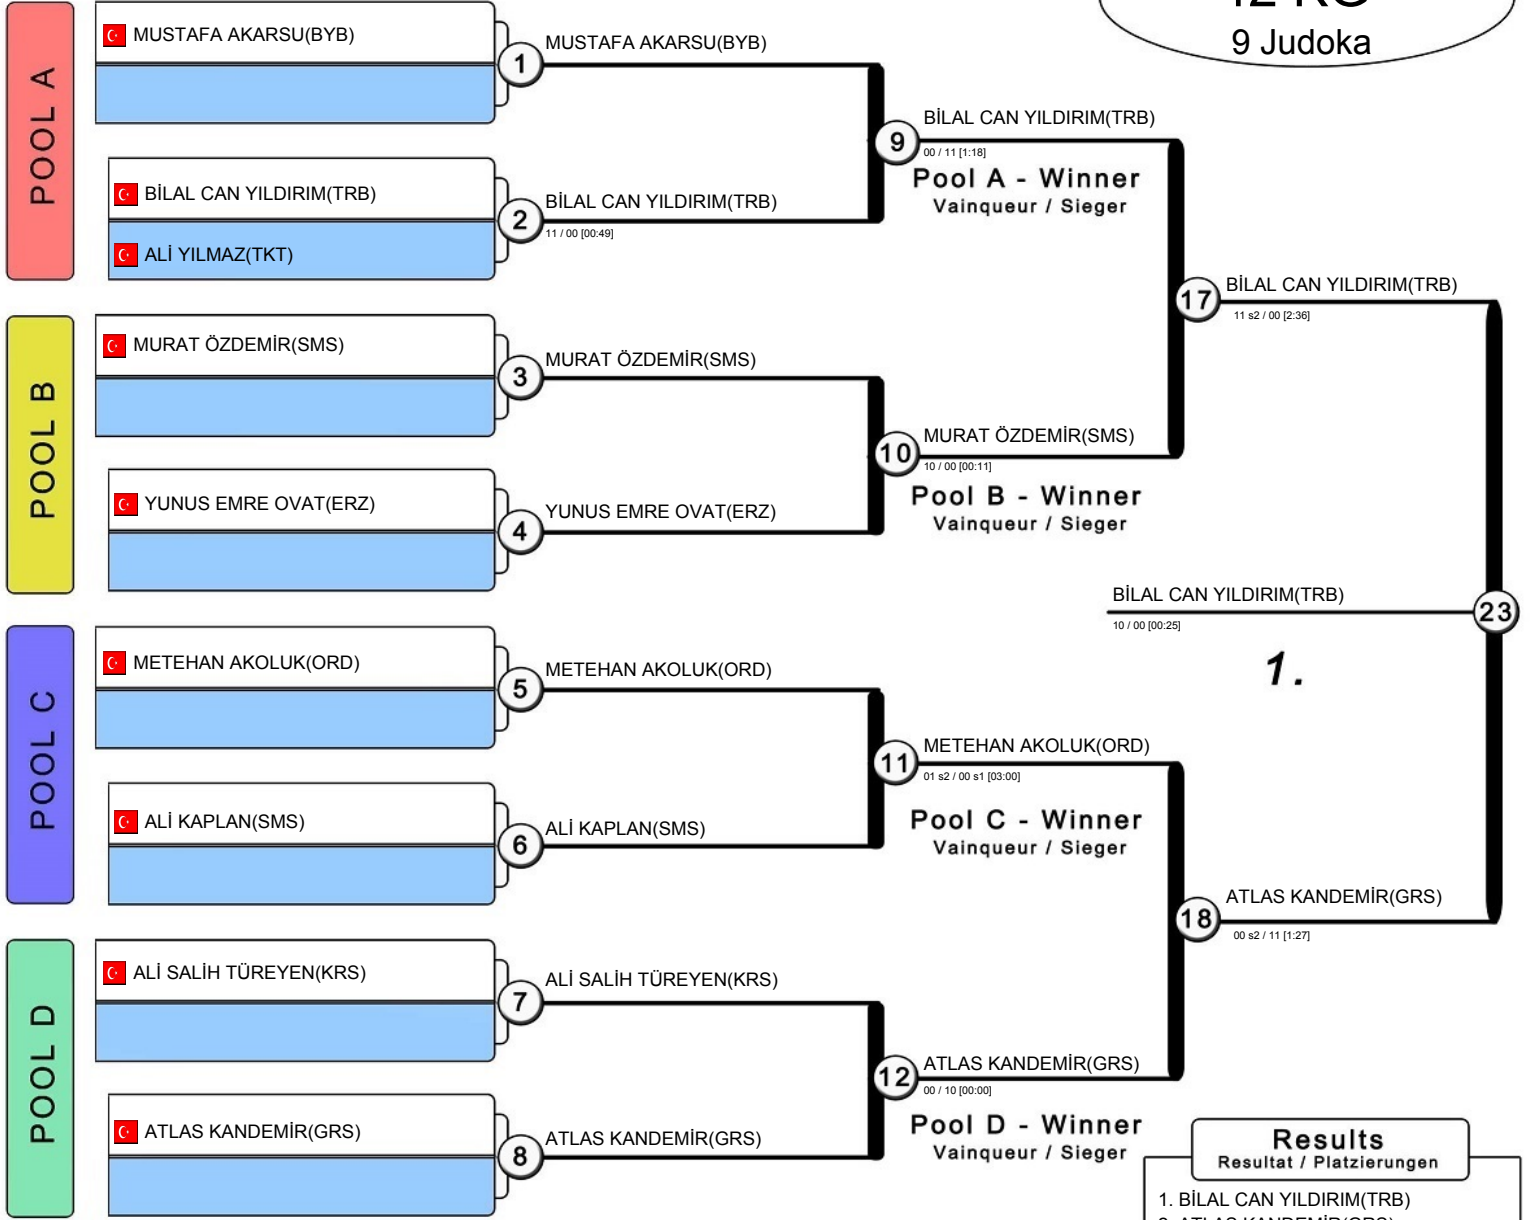 9 Judoka
POOL A
MUSTAFA AKARSU(BYB)
1
MUSTAFA AKARSU(BYB)
BİLAL CAN YILDIRIM(TRB)
ALİ YILMAZ(TKT)
2
BİLAL CAN YILDIRIM(TRB)
11 / 00 [00:49]
9
BİLAL CAN YILDIRIM(TRB)
00 / 11 [1:18]
Pool A - Winner
Vainqueur / Sieger
POOL B
MURAT ÖZDEMİR(SMS)
3
MURAT ÖZDEMİR(SMS)
YUNUS EMRE OVAT(ERZ)
4
YUNUS EMRE OVAT(ERZ)
10
MURAT ÖZDEMİR(SMS)
10 / 00 [00:11]
Pool B - Winner
Vainqueur / Sieger
17
BİLAL CAN YILDIRIM(TRB)
11 s2 / 00 [2:36]
POOL C
METEHAN AKOLUK(ORD)
5
METEHAN AKOLUK(ORD)
ALİ KAPLAN(SMS)
6
ALİ KAPLAN(SMS)
11
METEHAN AKOLUK(ORD)
01 s2 / 00 s1 [03:00]
Pool C - Winner
Vainqueur / Sieger
POOL D
ALİ SALİH TÜREYEN(KRS)
7
ALİ SALİH TÜREYEN(KRS)
ATLAS KANDEMİR(GRS)
8
ATLAS KANDEMİR(GRS)
12
ATLAS KANDEMİR(GRS)
00 / 10 [00:00]
Pool D - Winner
Vainqueur / Sieger
18
ATLAS KANDEMİR(GRS)
00 s2 / 11 [1:27]
BİLAL CAN YILDIRIM(TRB)
23
10 / 00 [00:25]
1.
Results
Resultat / Platzierungen
1. BİLAL CAN YILDIRIM(TRB)
2. ATLAS KANDEMİR(GRS)